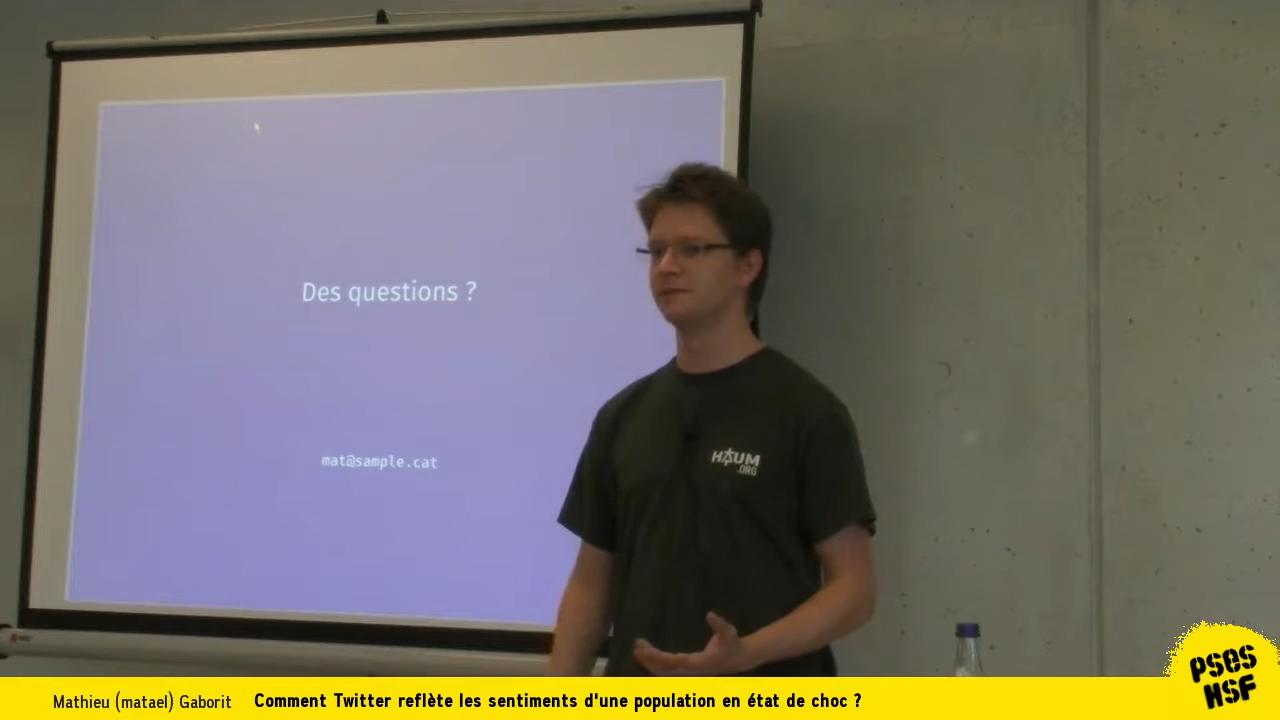 Des questions ?
mat@sample.cat
HAUM
.ORG
Mathieu (matael) Gaborit Comment Twitter reflète les sentiments d'une population en état de choc ?
PSES
HSF